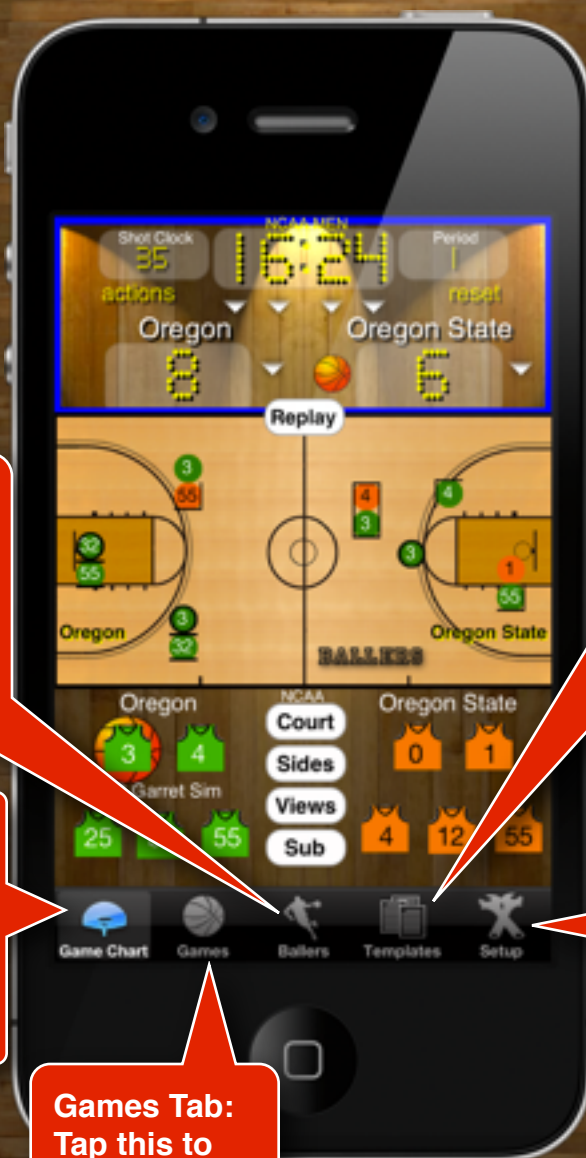 NCAA MEN
Shot Clock
16:24
Period
35
1
actions
reset
Oregon
Oregon State
8
6
Replay
3
55
4
3
4
32
55
3
1
55
3
32
Oregon
Oregon State
BALLERS
Oregon
NCAA
Oregon State
Court
3
4
0
1
Sides
Garret Sim
Views
25
55
4
12
55
Sub
Game Chart
Games
Ballers
Templates
Setup
Games Tab:
Tap this to